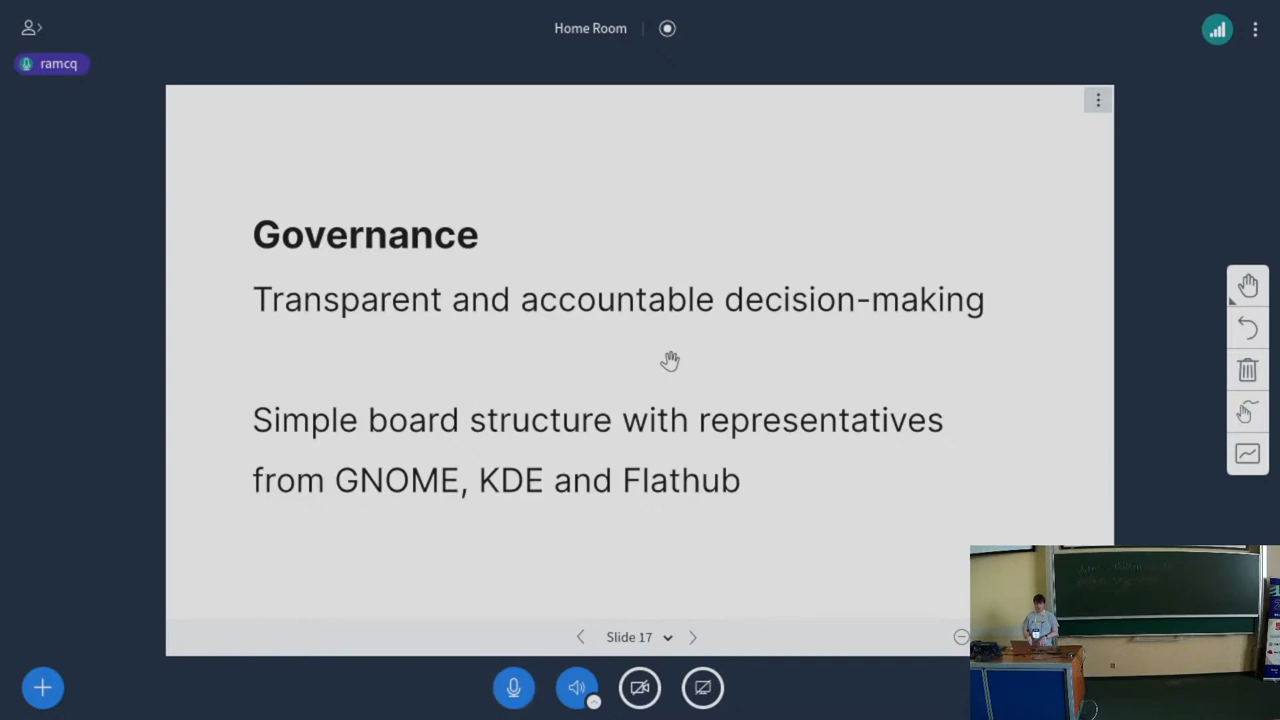 Home Room
ramcq
Governance
Transparent and accountable decision-making
Simple board structure with representatives
from GNOME, KDE and Flathub
Slide 17